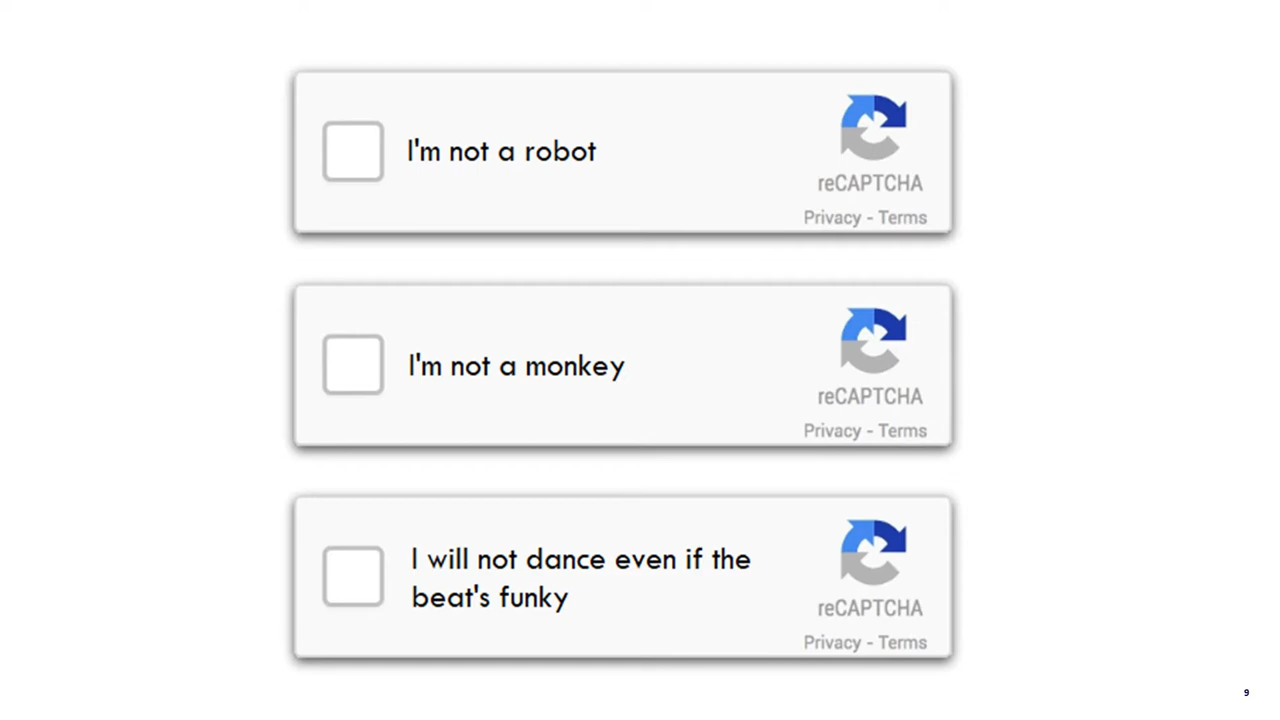 I'm not a robot
reCAPTCHA
Privacy - Terms
I'm not a monkey
reCAPTCHA
Privacy - Terms
I will not dance even if the
beat's funky
reCAPTCHA
Privacy - Terms
9